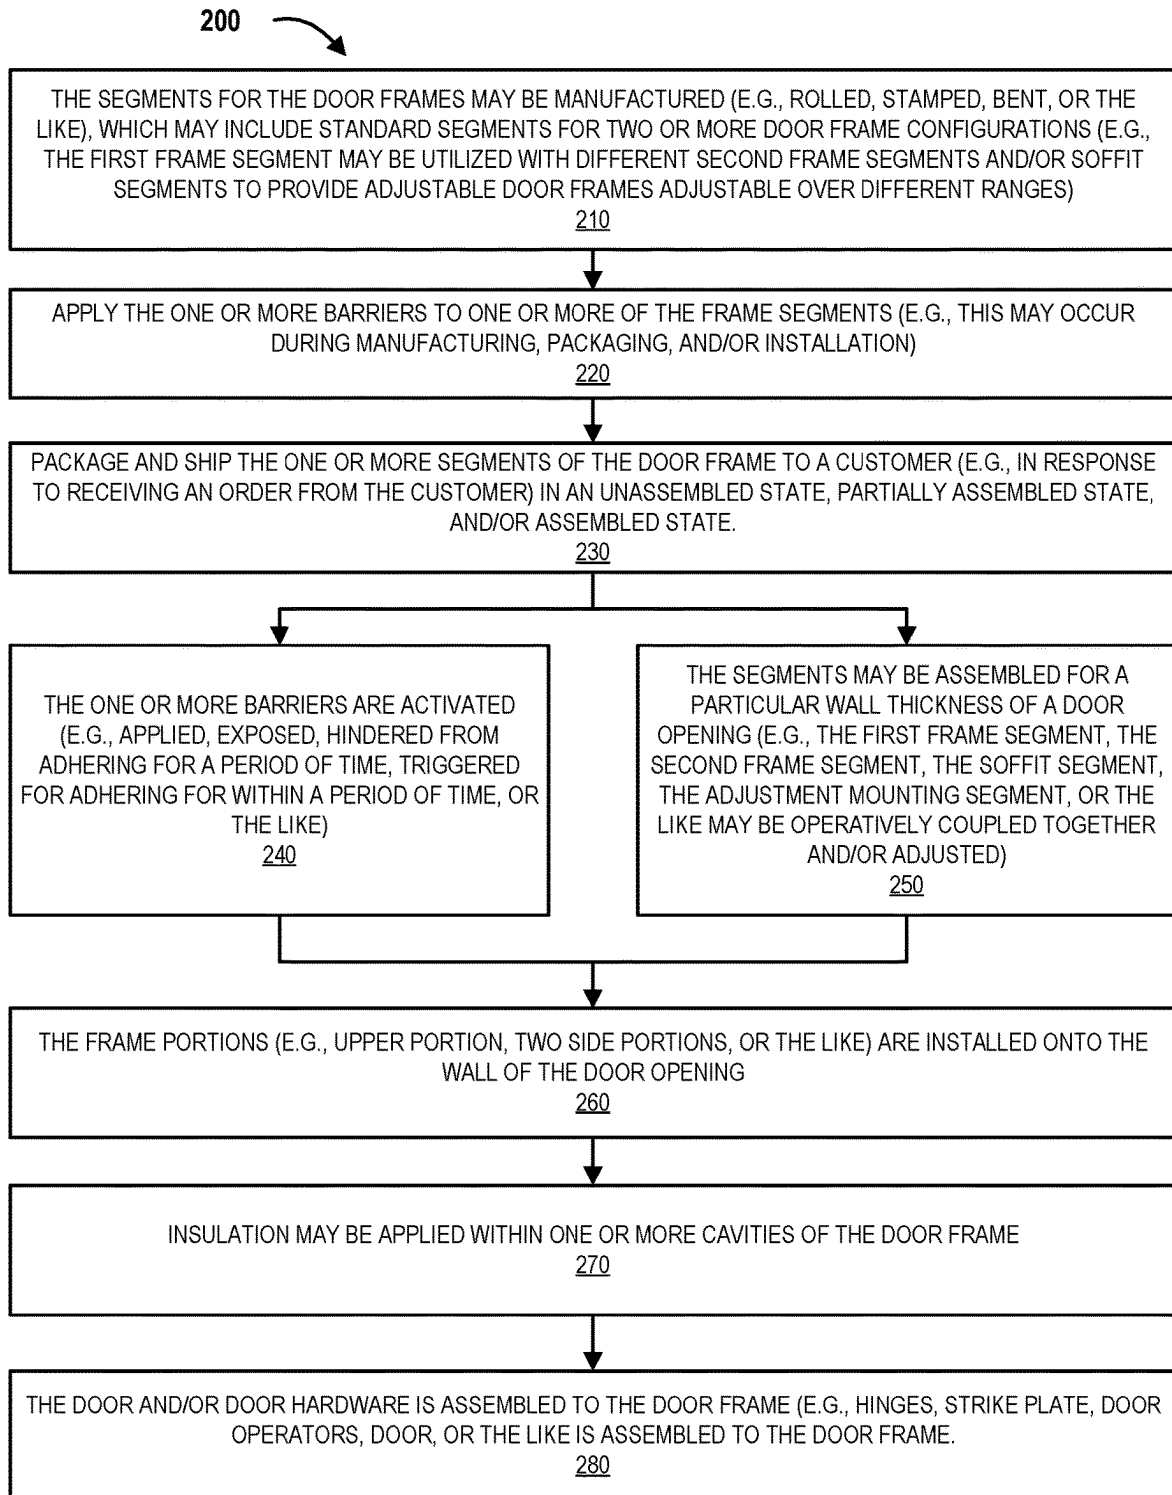 200
THE SEGMENTS FOR THE DOOR FRAMES MAY BE MANUFACTURED (E.G., ROLLED, STAMPED, BENT, OR THE
LIKE), WHICH MAY INCLUDE STANDARD SEGMENTS FOR TWO OR MORE DOOR FRAME CONFIGURATIONS (E.G.,
THE FIRST FRAME SEGMENT MAY BE UTILIZED WITH DIFFERENT SECOND FRAME SEGMENTS AND/OR SOFFIT
SEGMENTS TO PROVIDE ADJUSTABLE DOOR FRAMES ADJUSTABLE OVER DIFFERENT RANGES)
210
APPLY THE ONE OR MORE BARRIERS TO ONE OR MORE OF THE FRAME SEGMENTS (E.G., THIS MAY OCCUR
DURING MANUFACTURING, PACKAGING, AND/OR INSTALLATION)
220
PACKAGE AND SHIP THE ONE OR MORE SEGMENTS OF THE DOOR FRAME TO A CUSTOMER (E.G., IN RESPONSE
TO RECEIVING AN ORDER FROM THE CUSTOMER) IN AN UNASSEMBLED STATE, PARTIALLY ASSEMBLED STATE,
AND/OR ASSEMBLED STATE.
230
THE ONE OR MORE BARRIERS ARE ACTIVATED
(E.G., APPLIED, EXPOSED, HINDERED FROM
ADHERING FOR A PERIOD OF TIME, TRIGGERED
FOR ADHERING FOR WITHIN A PERIOD OF TIME, OR
THE LIKE)
240
THE SEGMENTS MAY BE ASSEMBLED FOR A
PARTICULAR WALL THICKNESS OF A DOOR
OPENING (E.G., THE FIRST FRAME SEGMENT, THE
SECOND FRAME SEGMENT, THE SOFFIT SEGMENT,
THE ADJUSTMENT MOUNTING SEGMENT, OR THE
LIKE MAY BE OPERATIVELY COUPLED TOGETHER
AND/OR ADJUSTED)
250
THE FRAME PORTIONS (E.G., UPPER PORTION, TWO SIDE PORTIONS, OR THE LIKE) ARE INSTALLED ONTO THE
WALL OF THE DOOR OPENING
260
INSULATION MAY BE APPLIED WITHIN ONE OR MORE CAVITIES OF THE DOOR FRAME
270
THE DOOR AND/OR DOOR HARDWARE IS ASSEMBLED TO THE DOOR FRAME (E.G., HINGES, STRIKE PLATE, DOOR
OPERATORS, DOOR, OR THE LIKE IS ASSEMBLED TO THE DOOR FRAME.
280